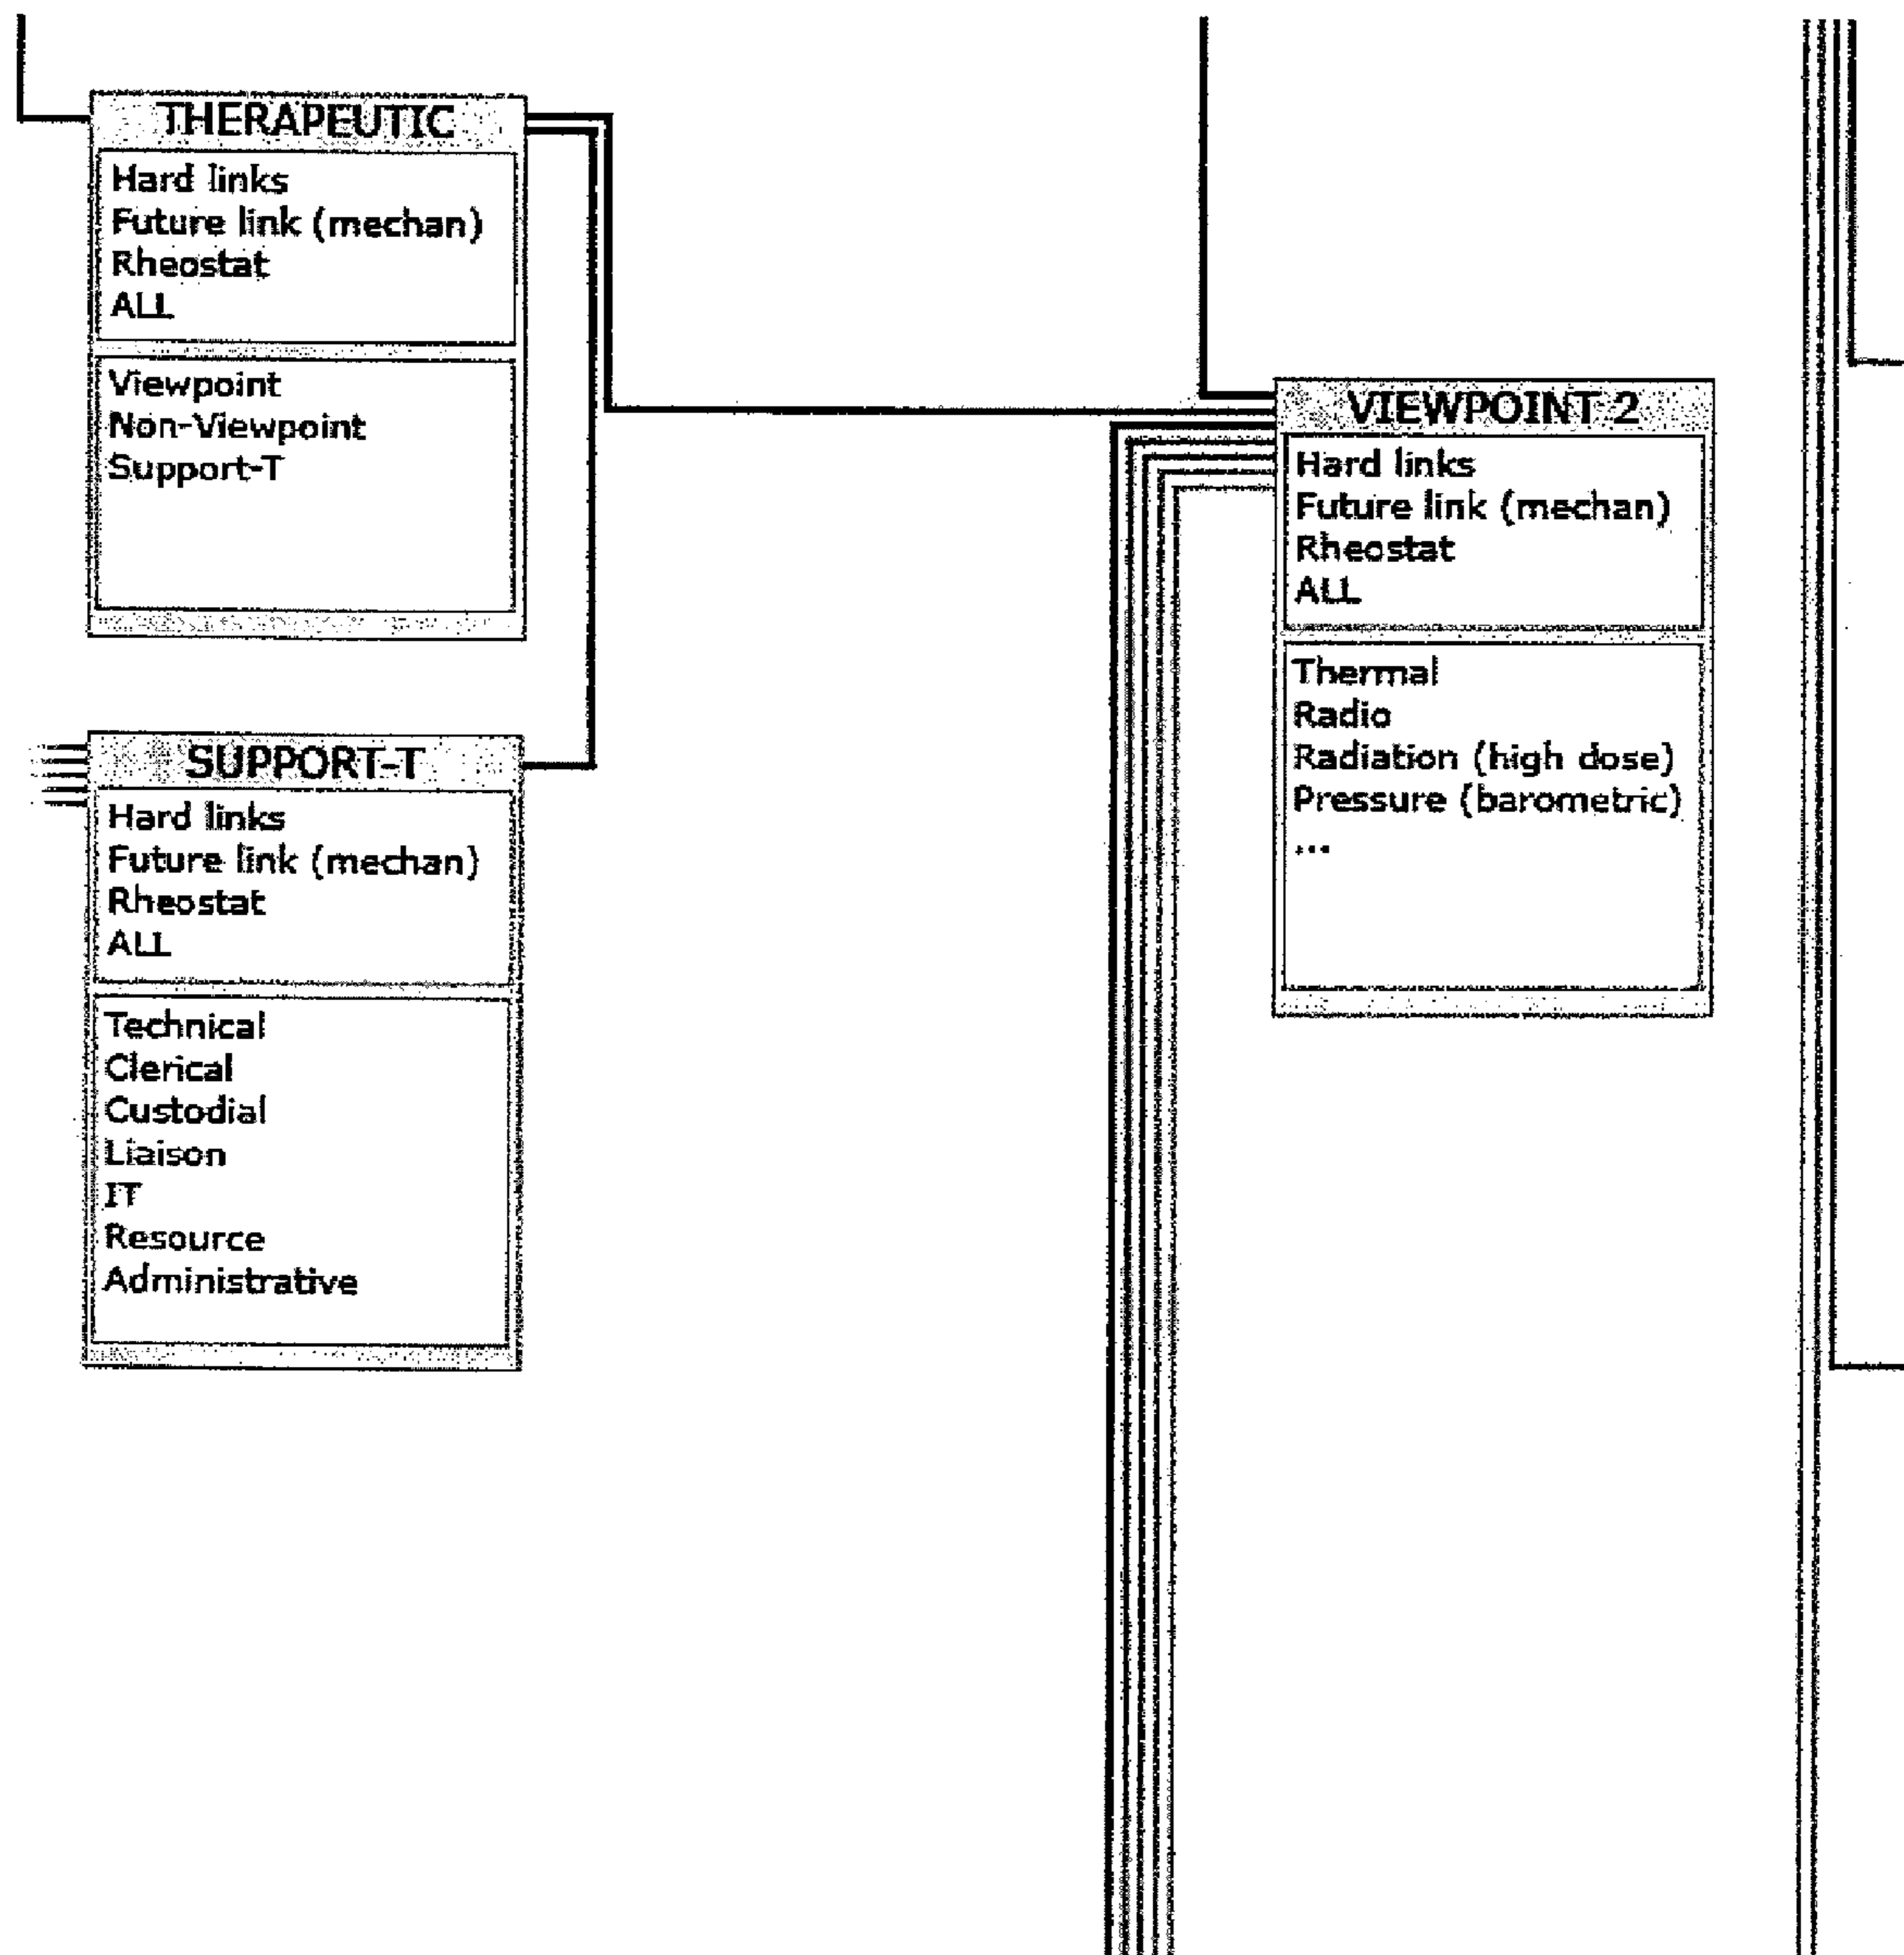 THERAPEUTIC
Hard links
Future link (mechan)
Rheostat
ALL
Viewpoint
Non-Viewpoint
Support-T
SUPPORT-T
Hard links
Future link (mechan)
Rheostat
ALL
Technical
Clerical
Custodial
Liaison
IT
Resource
Administrative
VIEWPOINT 2
Hard links
Future link (mechan)
Rheostat
ALL
Thermal
Radio
Radiation (high dose)
Pressure (barometric)
...